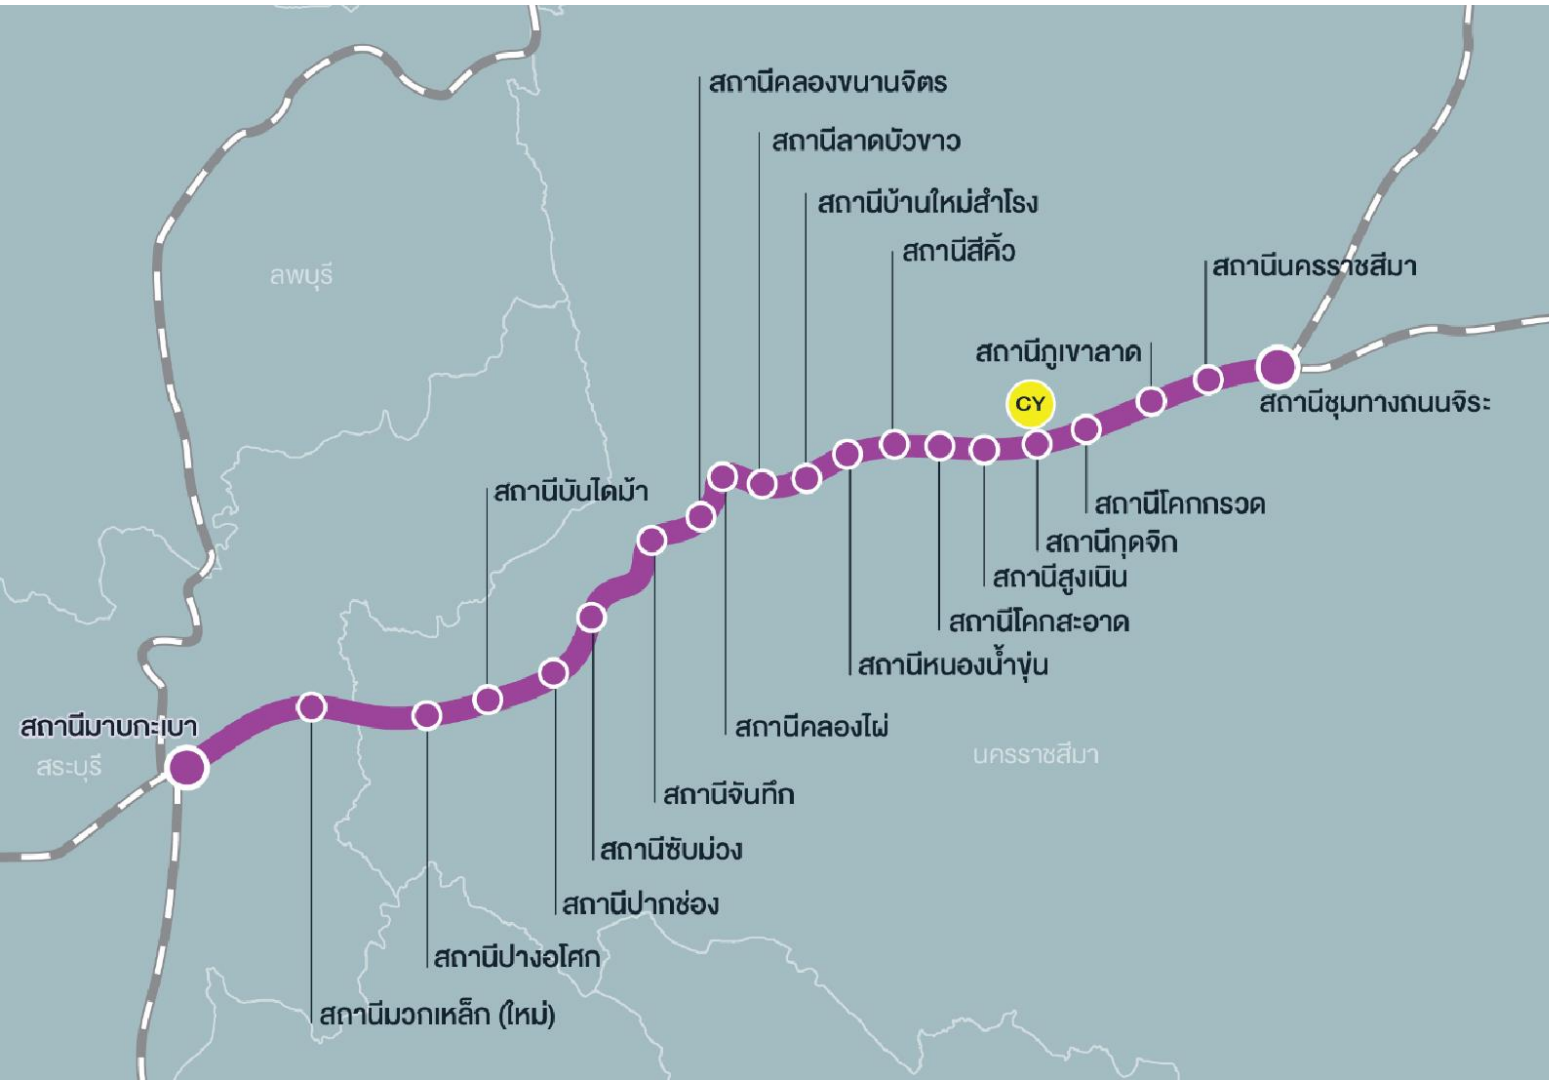 สถานีคลองขนานจิตร
สถานีลาดบัวขาว
สถานีบ้านใหม่สำโรง
สถานีสีคิ้ว
สถานีนครราชสีมา
ลพบุรี
สถานีภูเขาลาด
CY
สถานีชุมทางถนนจิระ
สถานีบันไดม้า
สถานีโคกกรวด
สถานีกุดจิก
สถานีสูงเนิน
สถานีโคกสะอาด
สถานีหนองน้ำขุ่น
สถานีมาบกะเบา
สถานีคลองไผ่
สระบุรี
นครราชสีมา
สถานีจันทึก
สถานีซับม่วง
สถานีปากช่อง
สถานีปางอโศก
สถานีมวกเหล็ก (ใหม่)